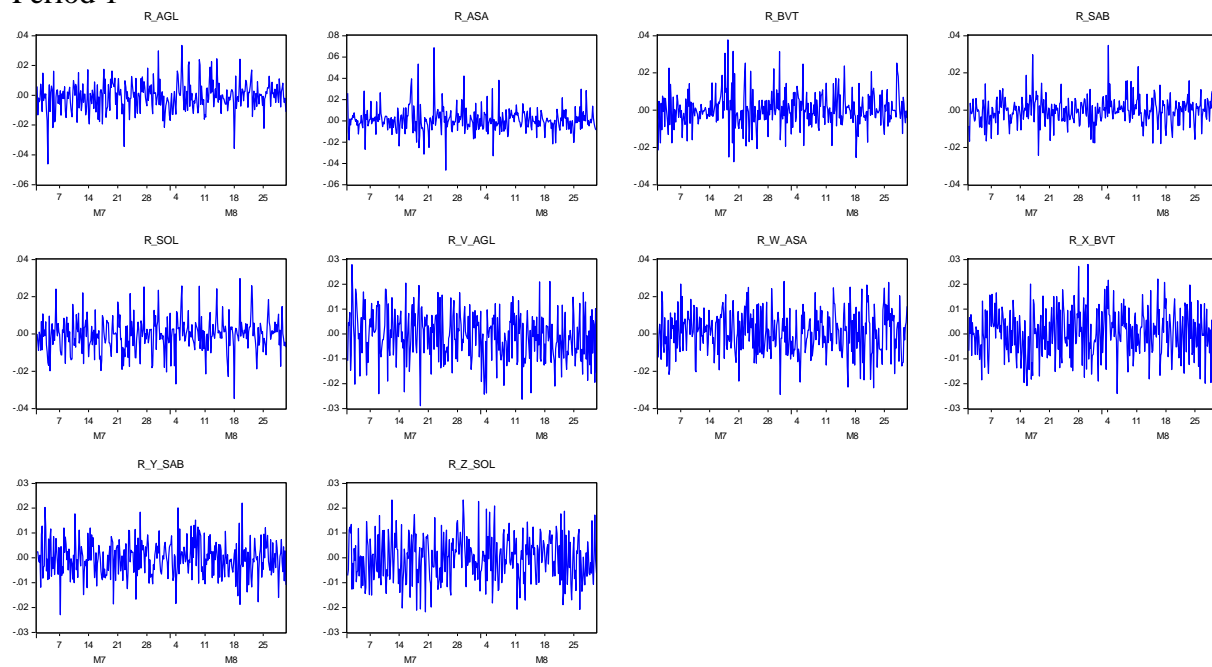 Period 1
R_AGL R_ASA R_BVT R_SAB
.04 .08 .04 .04
.02 .06 .02 .02
.00 .04 .00 .00
-.02 .02 -.02 -.02
-.04 .00 -.04 -.04
-.06 -.02
-.04
-.06
7 14 21 28 4 11 18 25 7 14 21 28 4 11 18 25 7 14 21 28 4 11 18 25 7 14 21 28 4 11 18 25
M7 M8 M7 M8 M7 M8 M7 M8
R_SOL R_V_AGL R_W_ASA R_X_BVT
.04 .03 .04 .03
.02 .02 .02 .02
.00 .01 .00 .01
-.02 .00 -.02 .00
-.04 -.01 -.04 -.01
-.02 -.02
-.03 -.03
7 14 21 28 4 11 18 25 7 14 21 28 4 11 18 25 7 14 21 28 4 11 18 25 7 14 21 28 4 11 18 25
M7 M8 M7 M8 M7 M8 M7 M8
R_Y_SAB R_Z_SOL
.03 .03
.02 .02
.01 .01
.00 .00
-.01 -.01
-.02 -.02
-.03 -.03
7 14 21 28 4 11 18 25 7 14 21 28 4 11 18 25
M7 M8 M7 M8